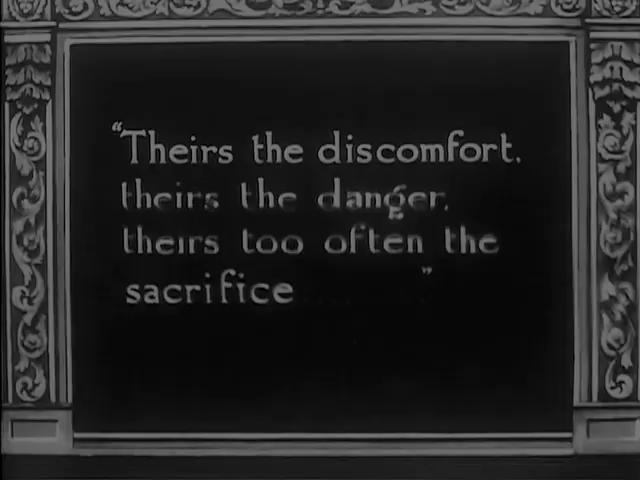 “Theirs the discomfort,
theirs the danger,
theirs too often the
sacrifice ........ ”